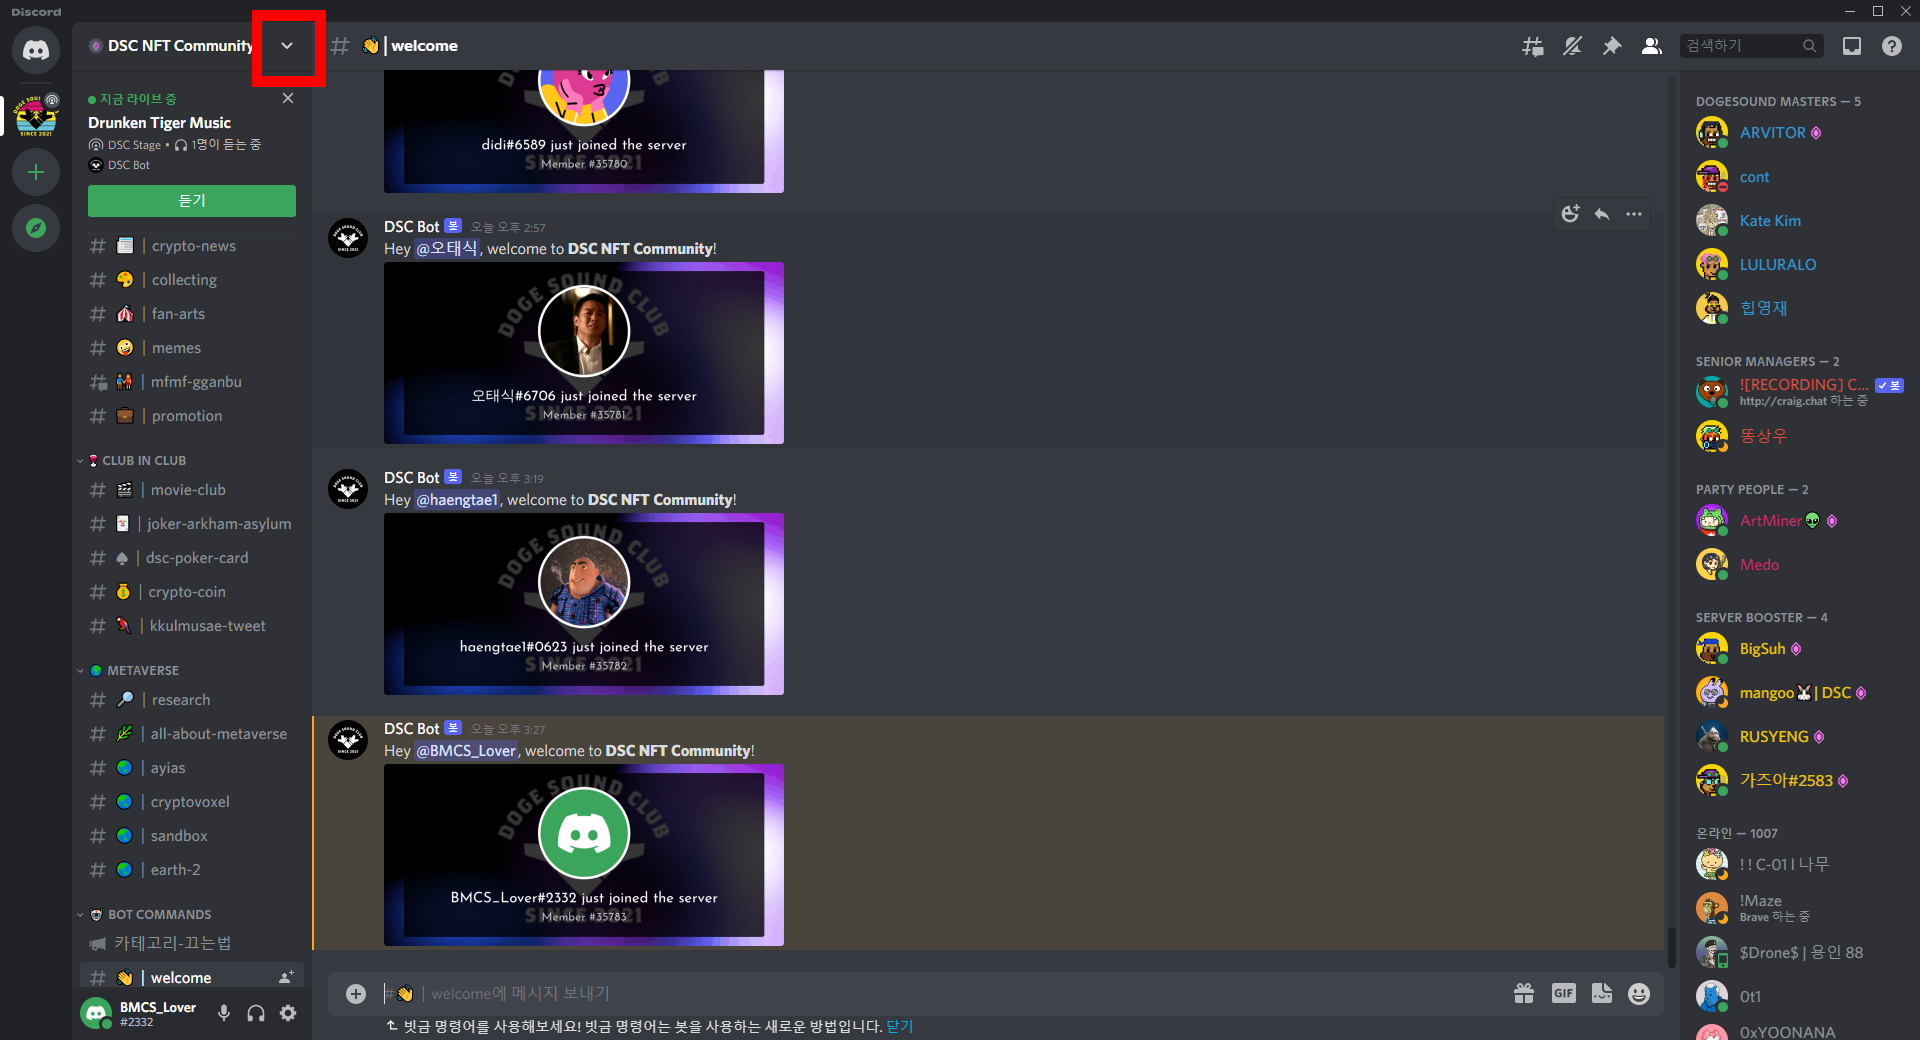 Discord
DSC NFT Community
| welcome
검색하기
지금 라이브 중
Drunken Tiger Music
DSC Stage • 1명이 듣는 중
DSC Bot
듣기
| crypto-news
| collecting
| fan-arts
| memes
| mfmf-gganbu
| promotion
CLUB IN CLUB
| movie-club
| joker-arkham-asylum
| dsc-poker-card
| crypto-coin
| kkulmusae-tweet
METAVERSE
| research
| all-about-metaverse
| ayias
| cryptovoxel
| sandbox
| earth-2
BOT COMMANDS
카테고리-끄는법
| welcome
BMCS_Lover
#2332
DOGE SOUND CLUB
didi#6589 just joined the server
Member #35780
SINCE 2021
DSC Bot 봇 오늘 오후 2:57
Hey @오태식, welcome to DSC NFT Community!
DOGE SOUND CLUB
오태식#6706 just joined the server
Member #35781
SINCE 2021
DSC Bot 봇 오늘 오후 3:19
Hey @haengtae1, welcome to DSC NFT Community!
DOGE SOUND CLUB
haengtae1#0623 just joined the server
Member #35782
SINCE 2021
DSC Bot 봇 오늘 오후 3:27
Hey @BMCS_Lover, welcome to DSC NFT Community!
DOGE SOUND CLUB
BMCS_Lover#2332 just joined the server
Member #35783
SINCE 2021
#👋 | welcome에 메시지 보내기
GIF
빗금 명령어를 사용해보세요! 빗금 명령어는 봇을 사용하는 새로운 방법입니다. 닫기
DOGESOUND MASTERS — 5
ARVITOR
cont
Kate Kim
LULURALO
힙영재
SENIOR MANAGERS — 2
![RECORDING] C... ✓ 봇
http://craig.chat 하는 중
똥상우
PARTY PEOPLE — 2
ArtMiner
Medo
SERVER BOOSTER — 4
BigSuh
mangoo | DSC
RUSYENG
가즈아#2583
온라인 — 1007
! ! C-01 I 나무
!Maze
Brave 하는 중
$Drone$ | 용인 88
0t1
0xYOONANA